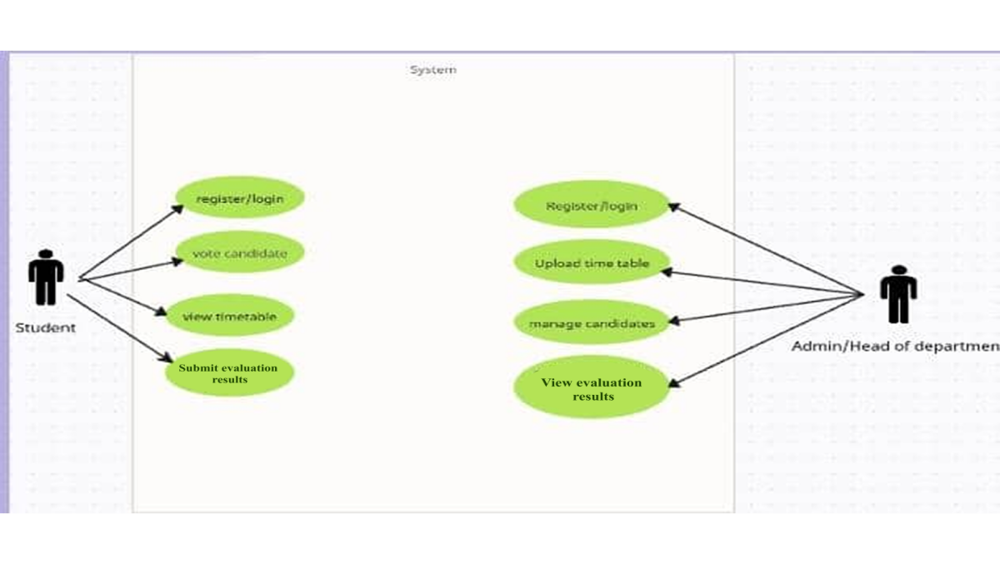 System
register/login
vote candidate
view timetable
Submit evaluation
results
Student
Register/login
Upload time table
manage candidates
View evaluation
results
Admin/Head of departmen